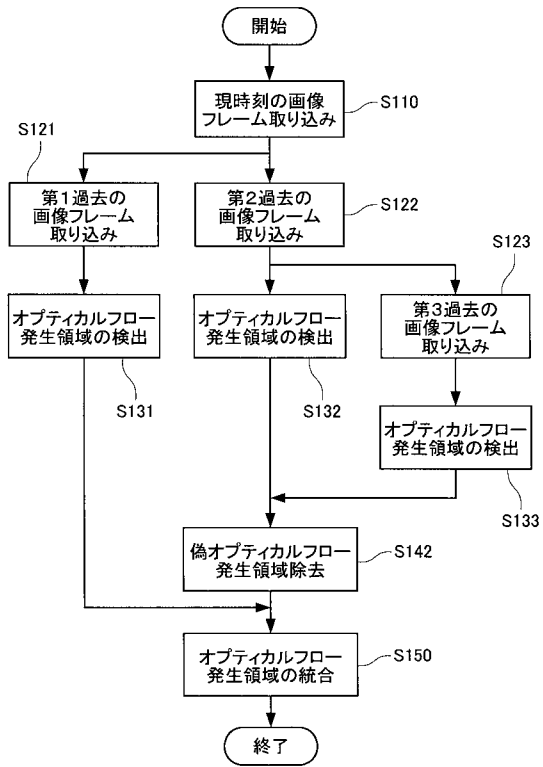 開始
現時刻の画像
フレーム取り込み
S110
S121
第1過去の
画像フレーム
取り込み
第2過去の
画像フレーム
取り込み
S122
S123
オプティカルフロー
発生領域の検出
オプティカルフロー
発生領域の検出
第3過去の
画像フレーム
取り込み
S131
S132
オプティカルフロー
発生領域の検出
S133
偽オプティカルフロー
発生領域除去
S142
オプティカルフロー
発生領域の統合
S150
終了